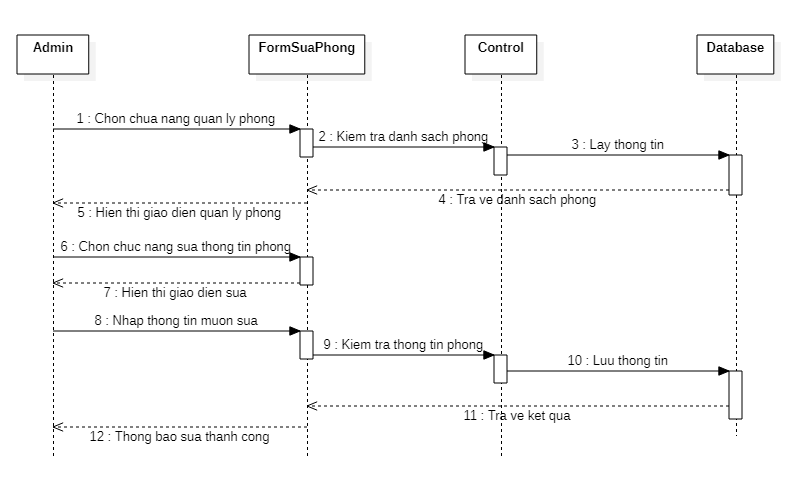 Admin
FormSuaPhong
Control
Database
1 : Chon chua nang quan ly phong
2 : Kiem tra danh sach phong
3 : Lay thong tin
4 : Tra ve danh sach phong
5 : Hien thi giao dien quan ly phong
6 : Chon chuc nang sua thong tin phong
7 : Hien thi giao dien sua
8 : Nhap thong tin muon sua
9 : Kiem tra thong tin phong
10 : Luu thong tin
11 : Tra ve ket qua
12 : Thong bao sua thanh cong